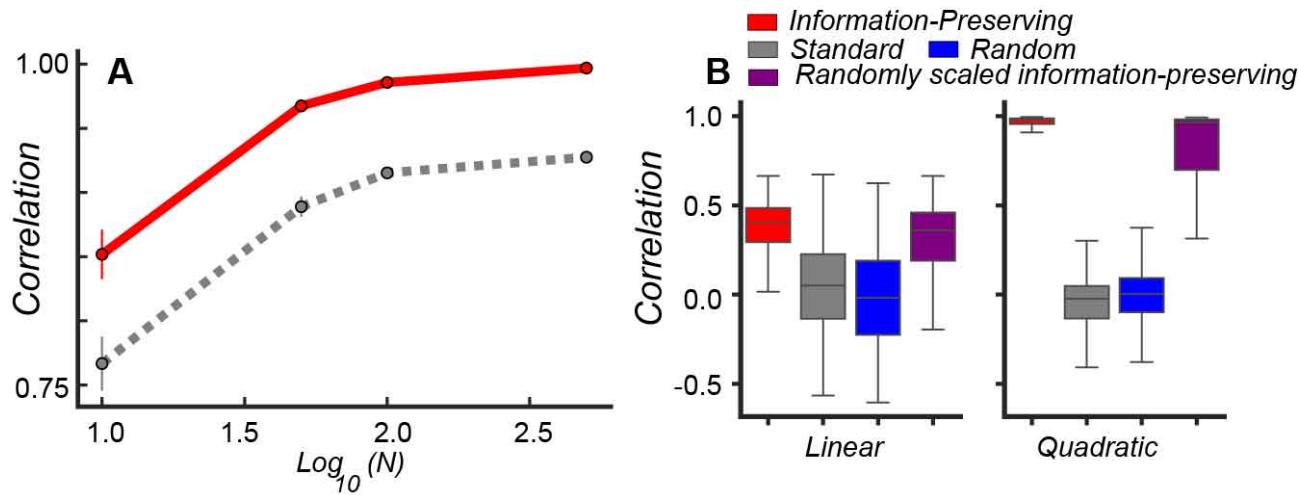 A
1.00
0.75
Correlation
1.0 1.5 2.0 2.5
Log10 (N)
Information-Preserving
Standard Random
Randomly scaled information-preserving
B
1.0
0.5
0.0
-0.5
Correlation
Linear Quadratic